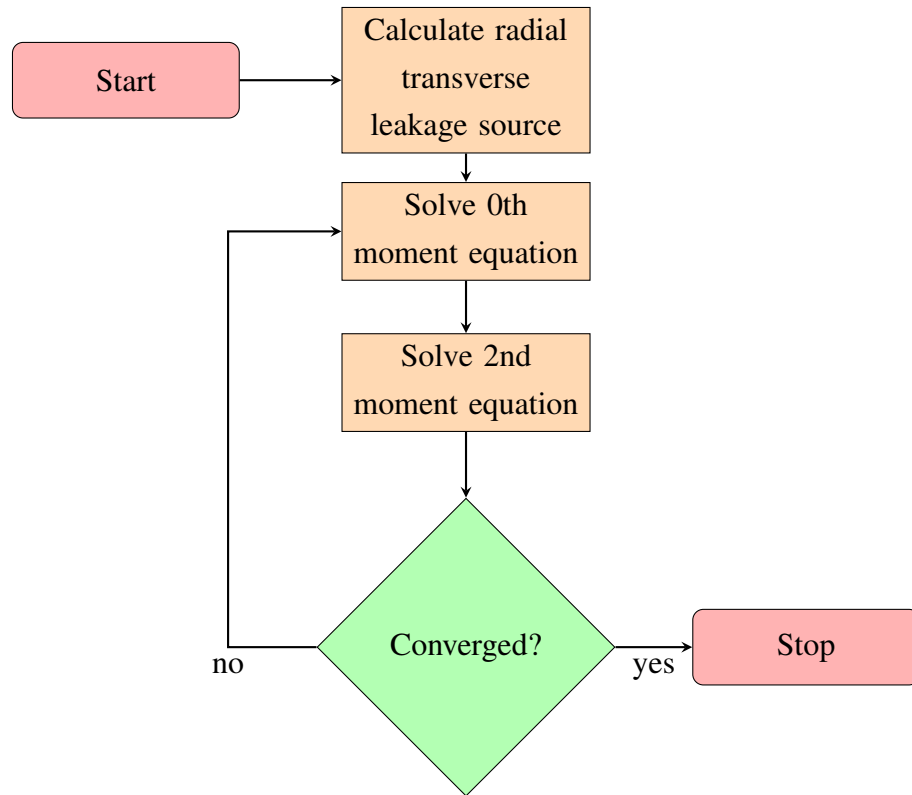 Start
Calculate radial
transverse
leakage source
Solve 0th
moment equation
Solve 2nd
moment equation
Converged?
no
yes
Stop